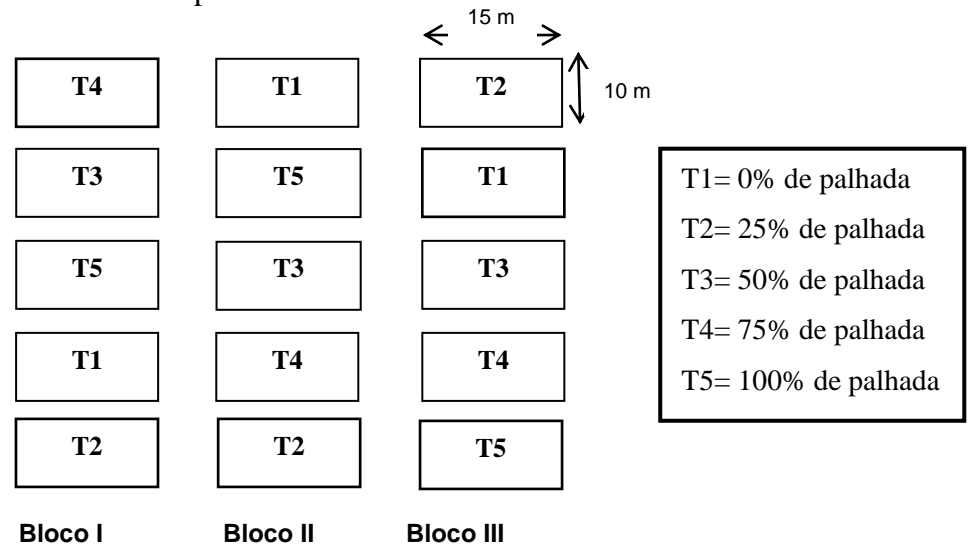 15 m
T4 T1 T2
10 m
T3 T5 T1
T5 T3 T3
T1 T4 T4
T2 T2 T5
Bloco I Bloco II Bloco III
T1= 0% de palhada
T2= 25% de palhada
T3= 50% de palhada
T4= 75% de palhada
T5= 100% de palhada